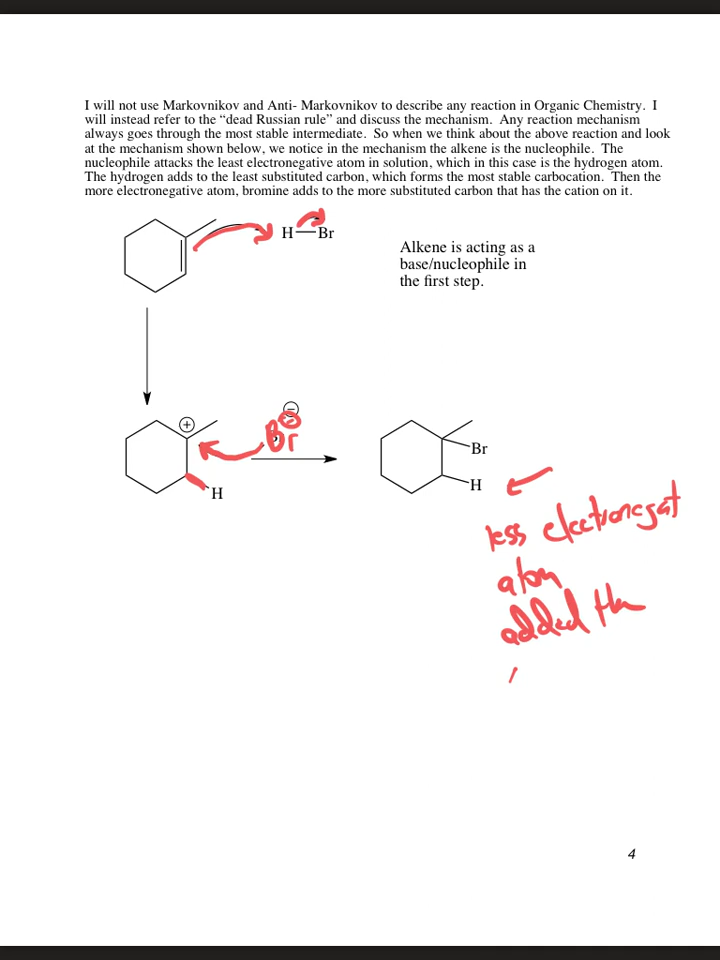 I will not use Markovnikov and Anti- Markovnikov to describe any reaction in Organic Chemistry. I
will instead refer to the “dead Russian rule” and discuss the mechanism. Any reaction mechanism
always goes through the most stable intermediate. So when we think about the above reaction and look
at the mechanism shown below, we notice in the mechanism the alkene is the nucleophile. The
nucleophile attacks the least electronegative atom in solution, which in this case is the hydrogen atom.
The hydrogen adds to the least substituted carbon, which forms the most stable carbocation. Then the
more electronegative atom, bromine adds to the more substituted carbon that has the cation on it.
H—Br
Alkene is acting as a
base/nucleophile in
the first step.
+
Br
−
H
Br
H
less electronegat
atom
added
4